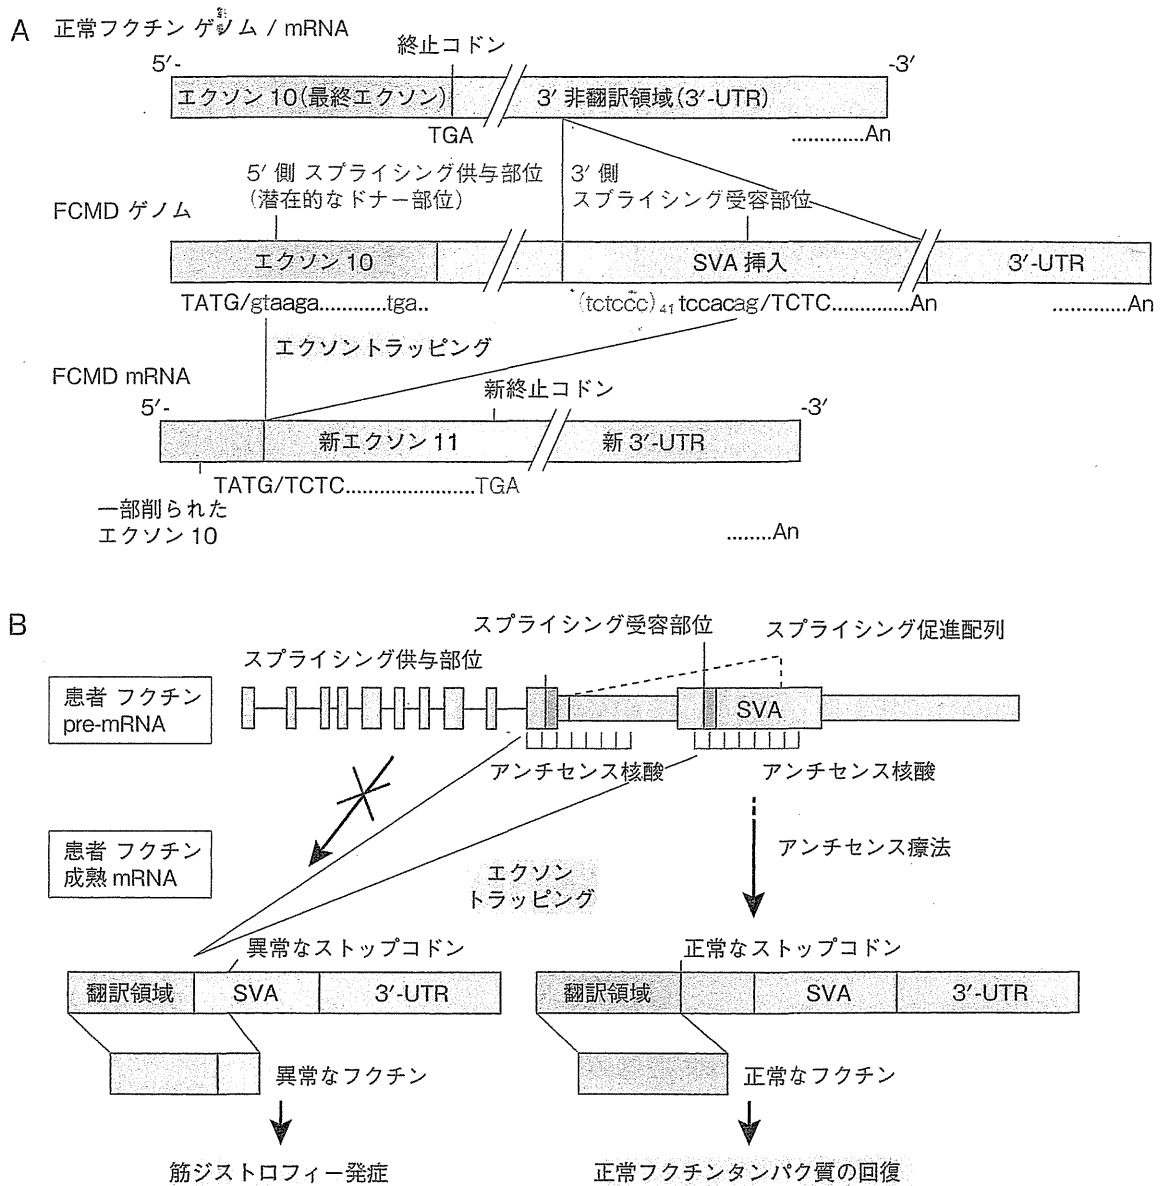 A 正常フクチン ゲノム / mRNA
終止コドン
5′- -3′
エクソン 10(最終エクソン) 3′ 非翻訳領域(3′-UTR)
TGA ..............An
5′ 側 スプライシング供与部位
(潜在的なドナー部位)
3′ 側
スプライシング受容部位
FCMD ゲノム
エクソン 10 SVA 挿入 3′-UTR
TATG/gtaaga............tga.. (tctccc)41 tccacag/TCTC..............An ..............An
エクソントラッピング
FCMD mRNA
新終止コドン
5′- -3′
新エクソン 11 新 3′-UTR
TATG/TCTC........................TGA
一部削られた
エクソン 10
........An
B
スプライシング受容部位
スプライシング促進配列
スプライシング供与部位
患者 フクチン
pre-mRNA
SVA
アンチセンス核酸 アンチセンス核酸
アンチセンス療法
患者 フクチン
成熟 mRNA
エクソン
トラッピング
異常なストップコドン 正常なストップコドン
翻訳領域 SVA 3′-UTR 翻訳領域 SVA 3′-UTR
異常なフクチン 正常なフクチン
筋ジストロフィー発症 正常フクチンタンパク質の回復